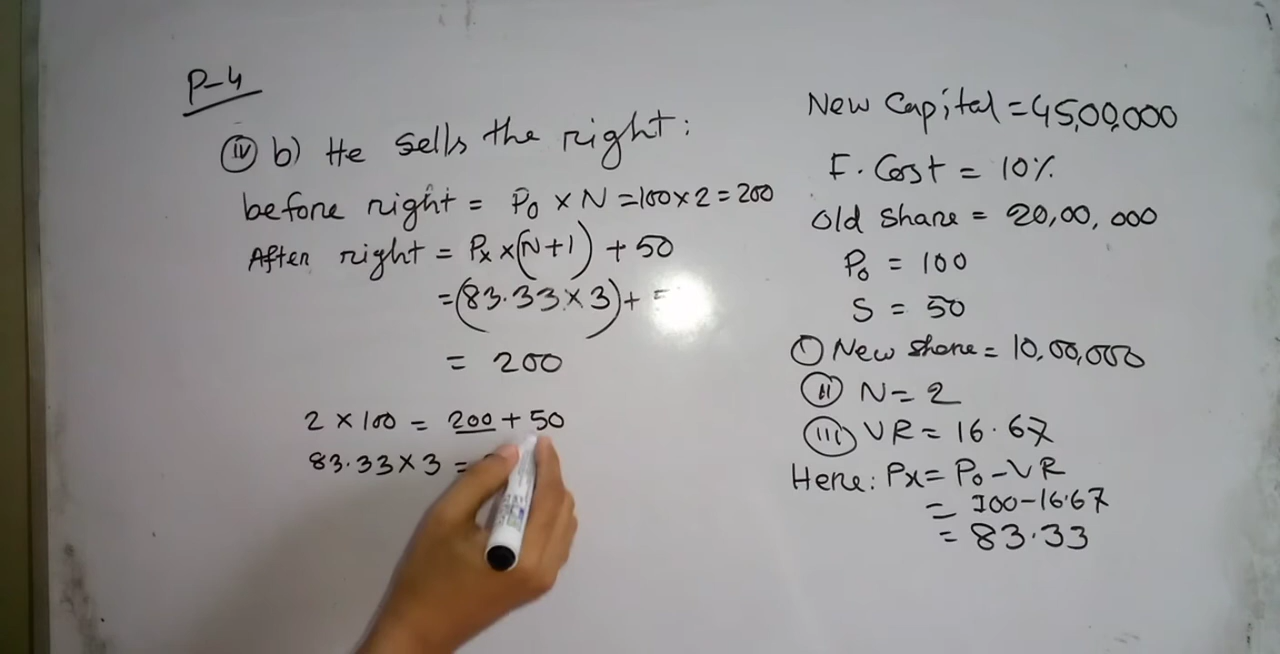 P-4
(iv) b) He sells the right:
before right = P₀ × N = 100 × 2 = 200
After right = Pₓ × (N+1) + 50
= (83.33 × 3) +
= 200
2 × 100 = 200 + 50
83.33 × 3 =
New Capital = 45,00,000
F. Cost = 10%
Old share = 20,00,000
P₀ = 100
S = 50
(i) New share = 10,00,000
(ii) N = 2
(iii) VR = 16.67
Here: Px = P₀ - VR
= 100 - 16.67
= 83.33